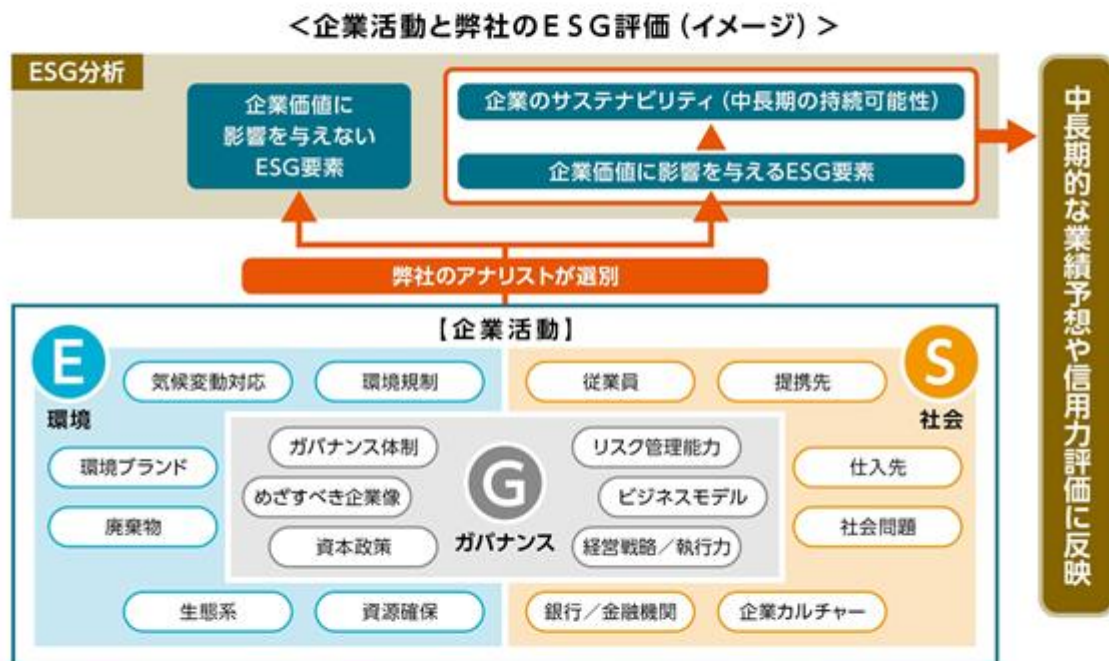 ＜企業活動と弊社のＥＳＧ評価（イメージ）＞
ESG分析
企業価値に
影響を与えない
ESG要素
企業のサステナビリティ（中長期の持続可能性）
企業価値に影響を与えるESG要素
中長期的な業績予想や信用力評価に反映
弊社のアナリストが選別
【企業活動】
E
環境
S
社会
気候変動対応
環境規制
従業員
提携先
環境ブランド
廃棄物
ガバナンス体制
めざすべき企業像
資本政策
G
ガバナンス
リスク管理能力
ビジネスモデル
経営戦略／執行力
仕入先
社会問題
生態系
資源確保
銀行／金融機関
企業カルチャー